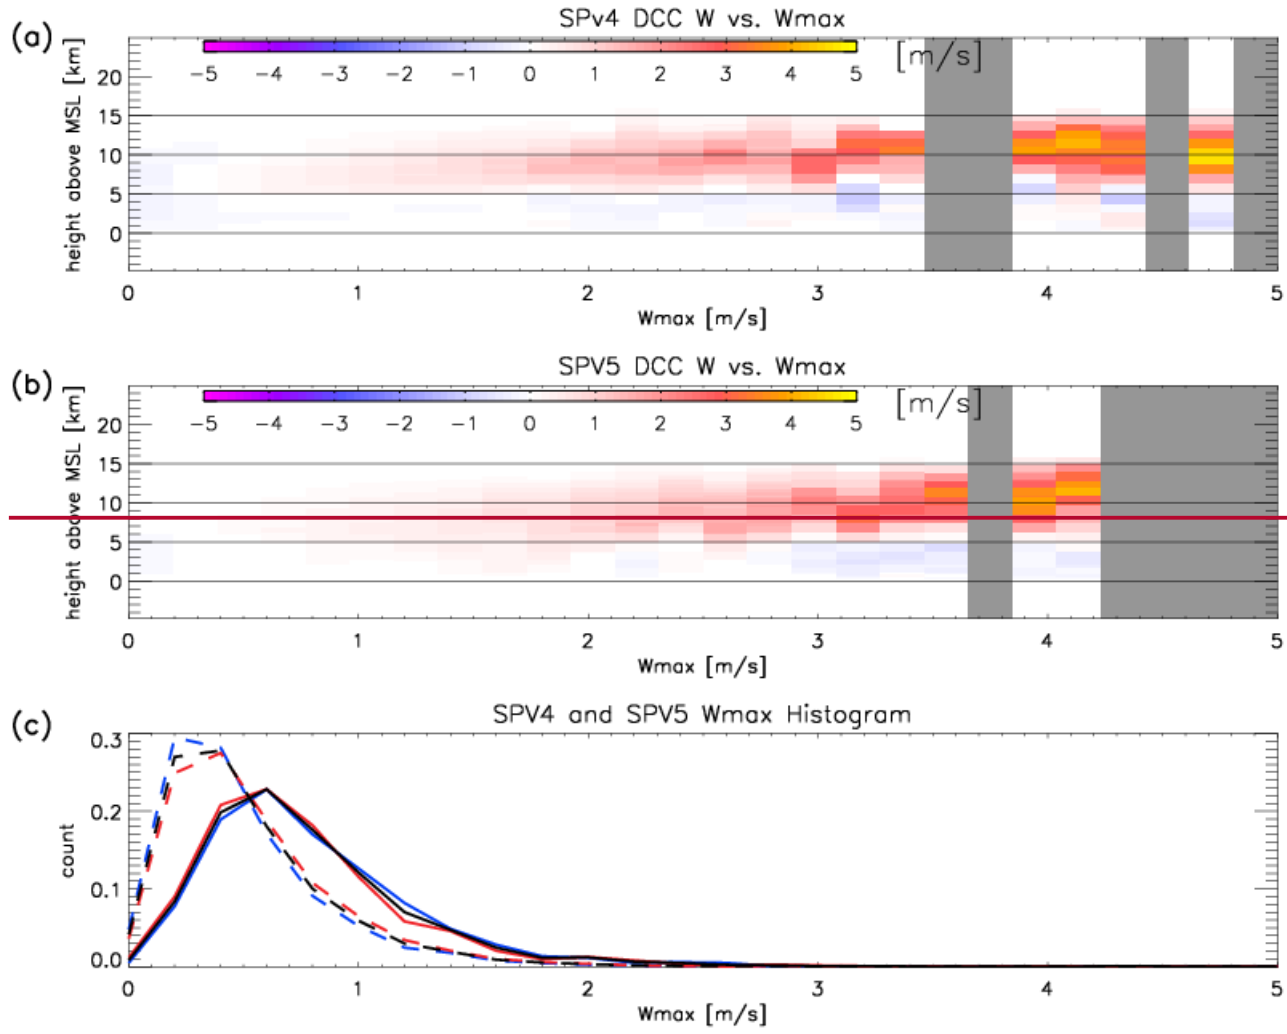 SPv4 DCC W vs. Wmax
(a)
height above MSL [km]
20
15
10
5
0
-5 -4 -3 -2 -1 0 1 2 3 4 5 [m/s]
0 1 2 3 4 5
Wmax [m/s]
SPV5 DCC W vs. Wmax
(b)
height above MSL [km]
20
15
10
5
0
-5 -4 -3 -2 -1 0 1 2 3 4 5 [m/s]
0 1 2 3 4 5
Wmax [m/s]
SPV4 and SPV5 Wmax Histogram
(c)
count
0.3
0.2
0.1
0.0
0 1 2 3 4 5
Wmax [m/s]